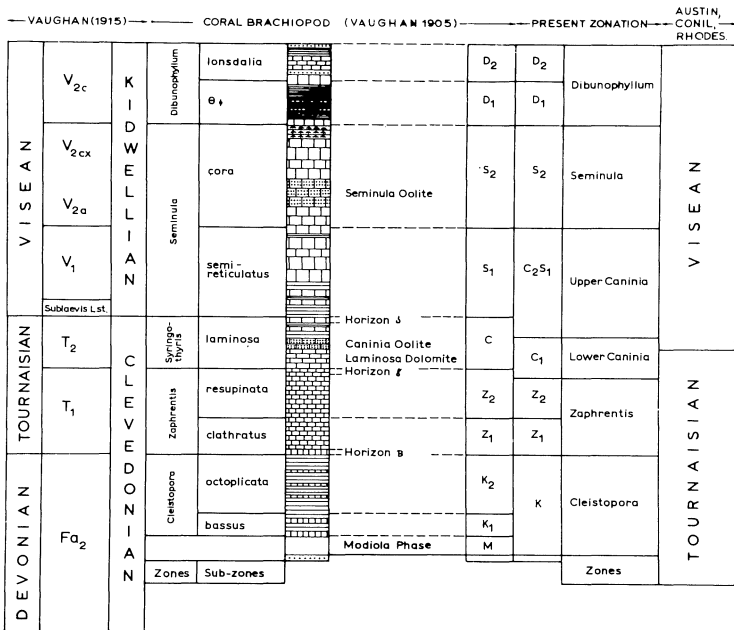 VAUGHAN (1915)
CORAL BRACHIOPOD (VAUGHAN 1905)
PRESENT ZONATION
AUSTIN,
CONIL,
RHODES.
VISEAN
TOURNAISIAN
DEVONIAN
V2c
V2cx
V2a
V1
Sublaevis Lst.
T2
T1
Fa2
KIDWELLIAN
CLEVEDONIAN
Dibunophyllum
Seminula
Syringo-
thyris
Zaphrentis
Cleistopora
Zones
lonsdalia
θ ɸ
cora
semi-
reticulatus
laminosa
resupinata
clathratus
octoplicata
bassus
Sub-zones
Seminula Oolite
Caninia Oolite
Laminosa Dolomite
Horizon
Horizon
Horizon B
Modiola Phase
D2
D1
S2
S1
C
Z2
Z1
K2
K1
M
D2
D1
S2
C2S1
C1
Z2
Z1
K
Dibunophyllum
Seminula
Upper Caninia
Lower Caninia
Zaphrentis
Cleistopora
Zones
VISEAN
TOURNAISIAN